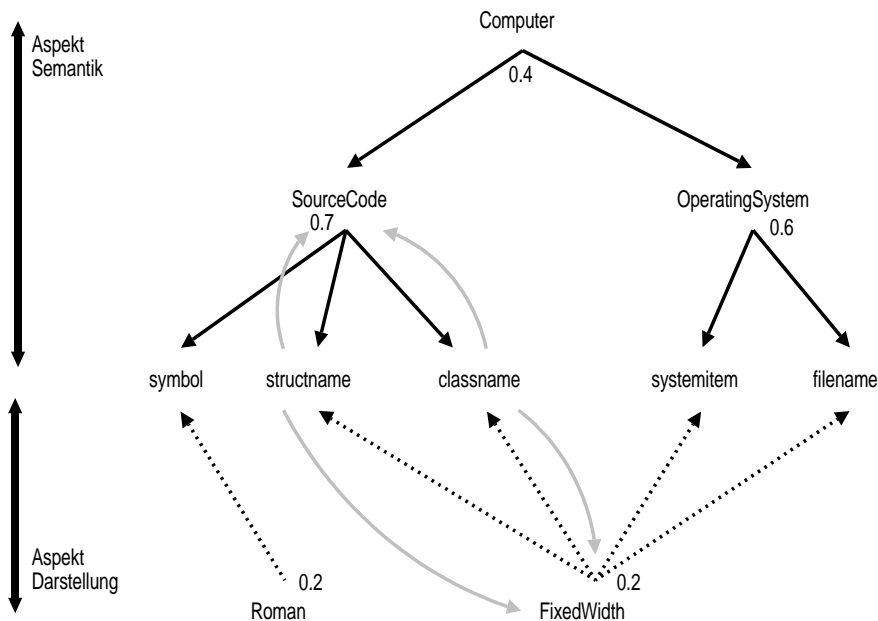 Computer
Aspekt
Semantik
0.4
SourceCode
OperatingSystem
0.7
0.6
symbol
structname
classname
systemitem
filename
Aspekt
Darstellung
0.2
0.2
Roman
FixedWidth